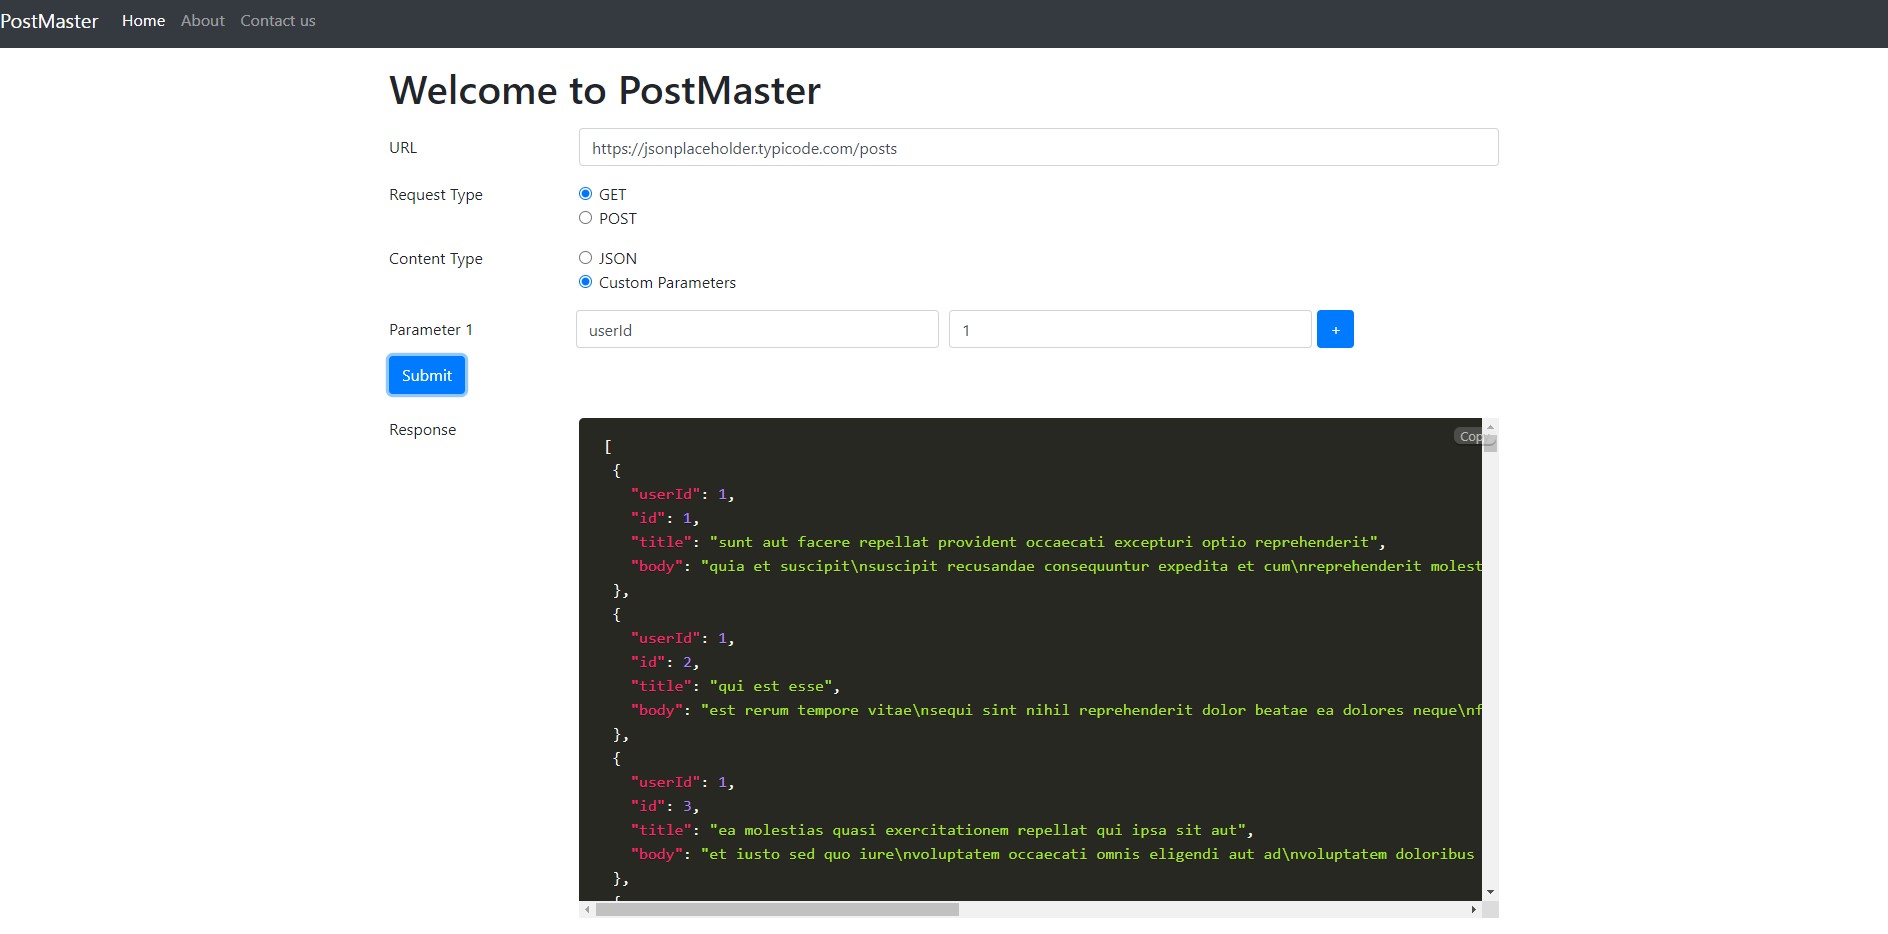 PostMaster Home About Contact us
Welcome to PostMaster
URL https://jsonplaceholder.typicode.com/posts
Request Type GET
POST
Content Type JSON
Custom Parameters
Parameter 1 userId 1 +
Submit
Response
Copy
[
{
"userId": 1,
"id": 1,
"title": "sunt aut facere repellat provident occaecati excepturi optio reprehenderit",
"body": "quia et suscipit\nsuscipit recusandae consequuntur expedita et cum\nreprehenderit molest
},
{
"userId": 1,
"id": 2,
"title": "qui est esse",
"body": "est rerum tempore vitae\nsequi sint nihil reprehenderit dolor beatae ea dolores neque\nf
},
{
"userId": 1,
"id": 3,
"title": "ea molestias quasi exercitationem repellat qui ipsa sit aut",
"body": "et iusto sed quo iure\nvoluptatem occaecati omnis eligendi aut ad\nvoluptatem doloribus
},
{